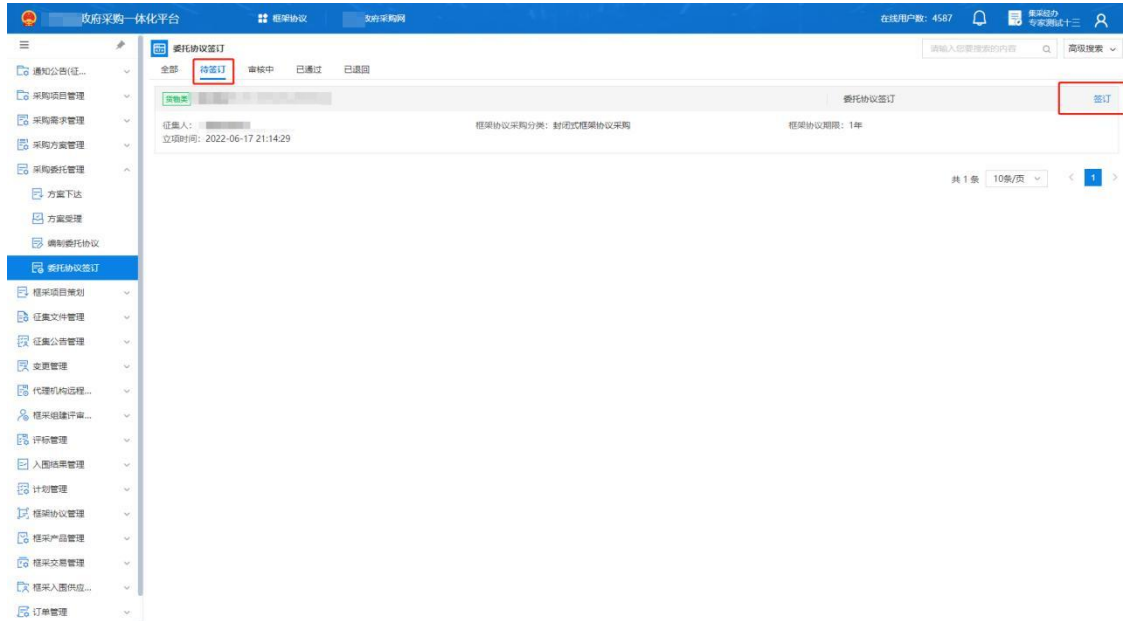 政府采购一体化平台
框架协议
政府采购网
在线用户数: 4587
集采经办
专家测试十三
通知公告(征...
采购项目管理
采购需求管理
采购方案管理
采购委托管理
方案下达
方案受理
编制委托协议
委托协议签订
框采项目策划
征集文件管理
征集公告管理
变更管理
代理机构远程...
框采组建评审...
评标管理
入围结果管理
计划管理
框架协议管理
框采产品管理
框采交易管理
框采入围供应...
订单管理
委托协议签订
请输入您要搜索的内容
高级搜索
全部 待签订 审核中 已通过 已退回
货物类
委托协议签订
签订
征集人:
框架协议采购分类: 封闭式框架协议采购
框架协议期限: 1年
立项时间: 2022-06-17 21:14:29
共 1 条 10条/页 < 1 >